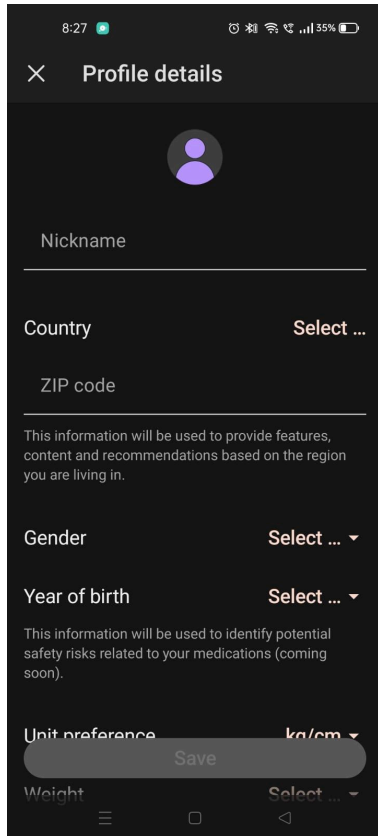 8:27
35%
Profile details
Nickname
Country Select ...
ZIP code
This information will be used to provide features,
content and recommendations based on the region
you are living in.
Gender Select ...
Year of birth Select ...
This information will be used to identify potential
safety risks related to your medications (coming
soon).
Unit preference kg/cm
Save
Weight Select ...